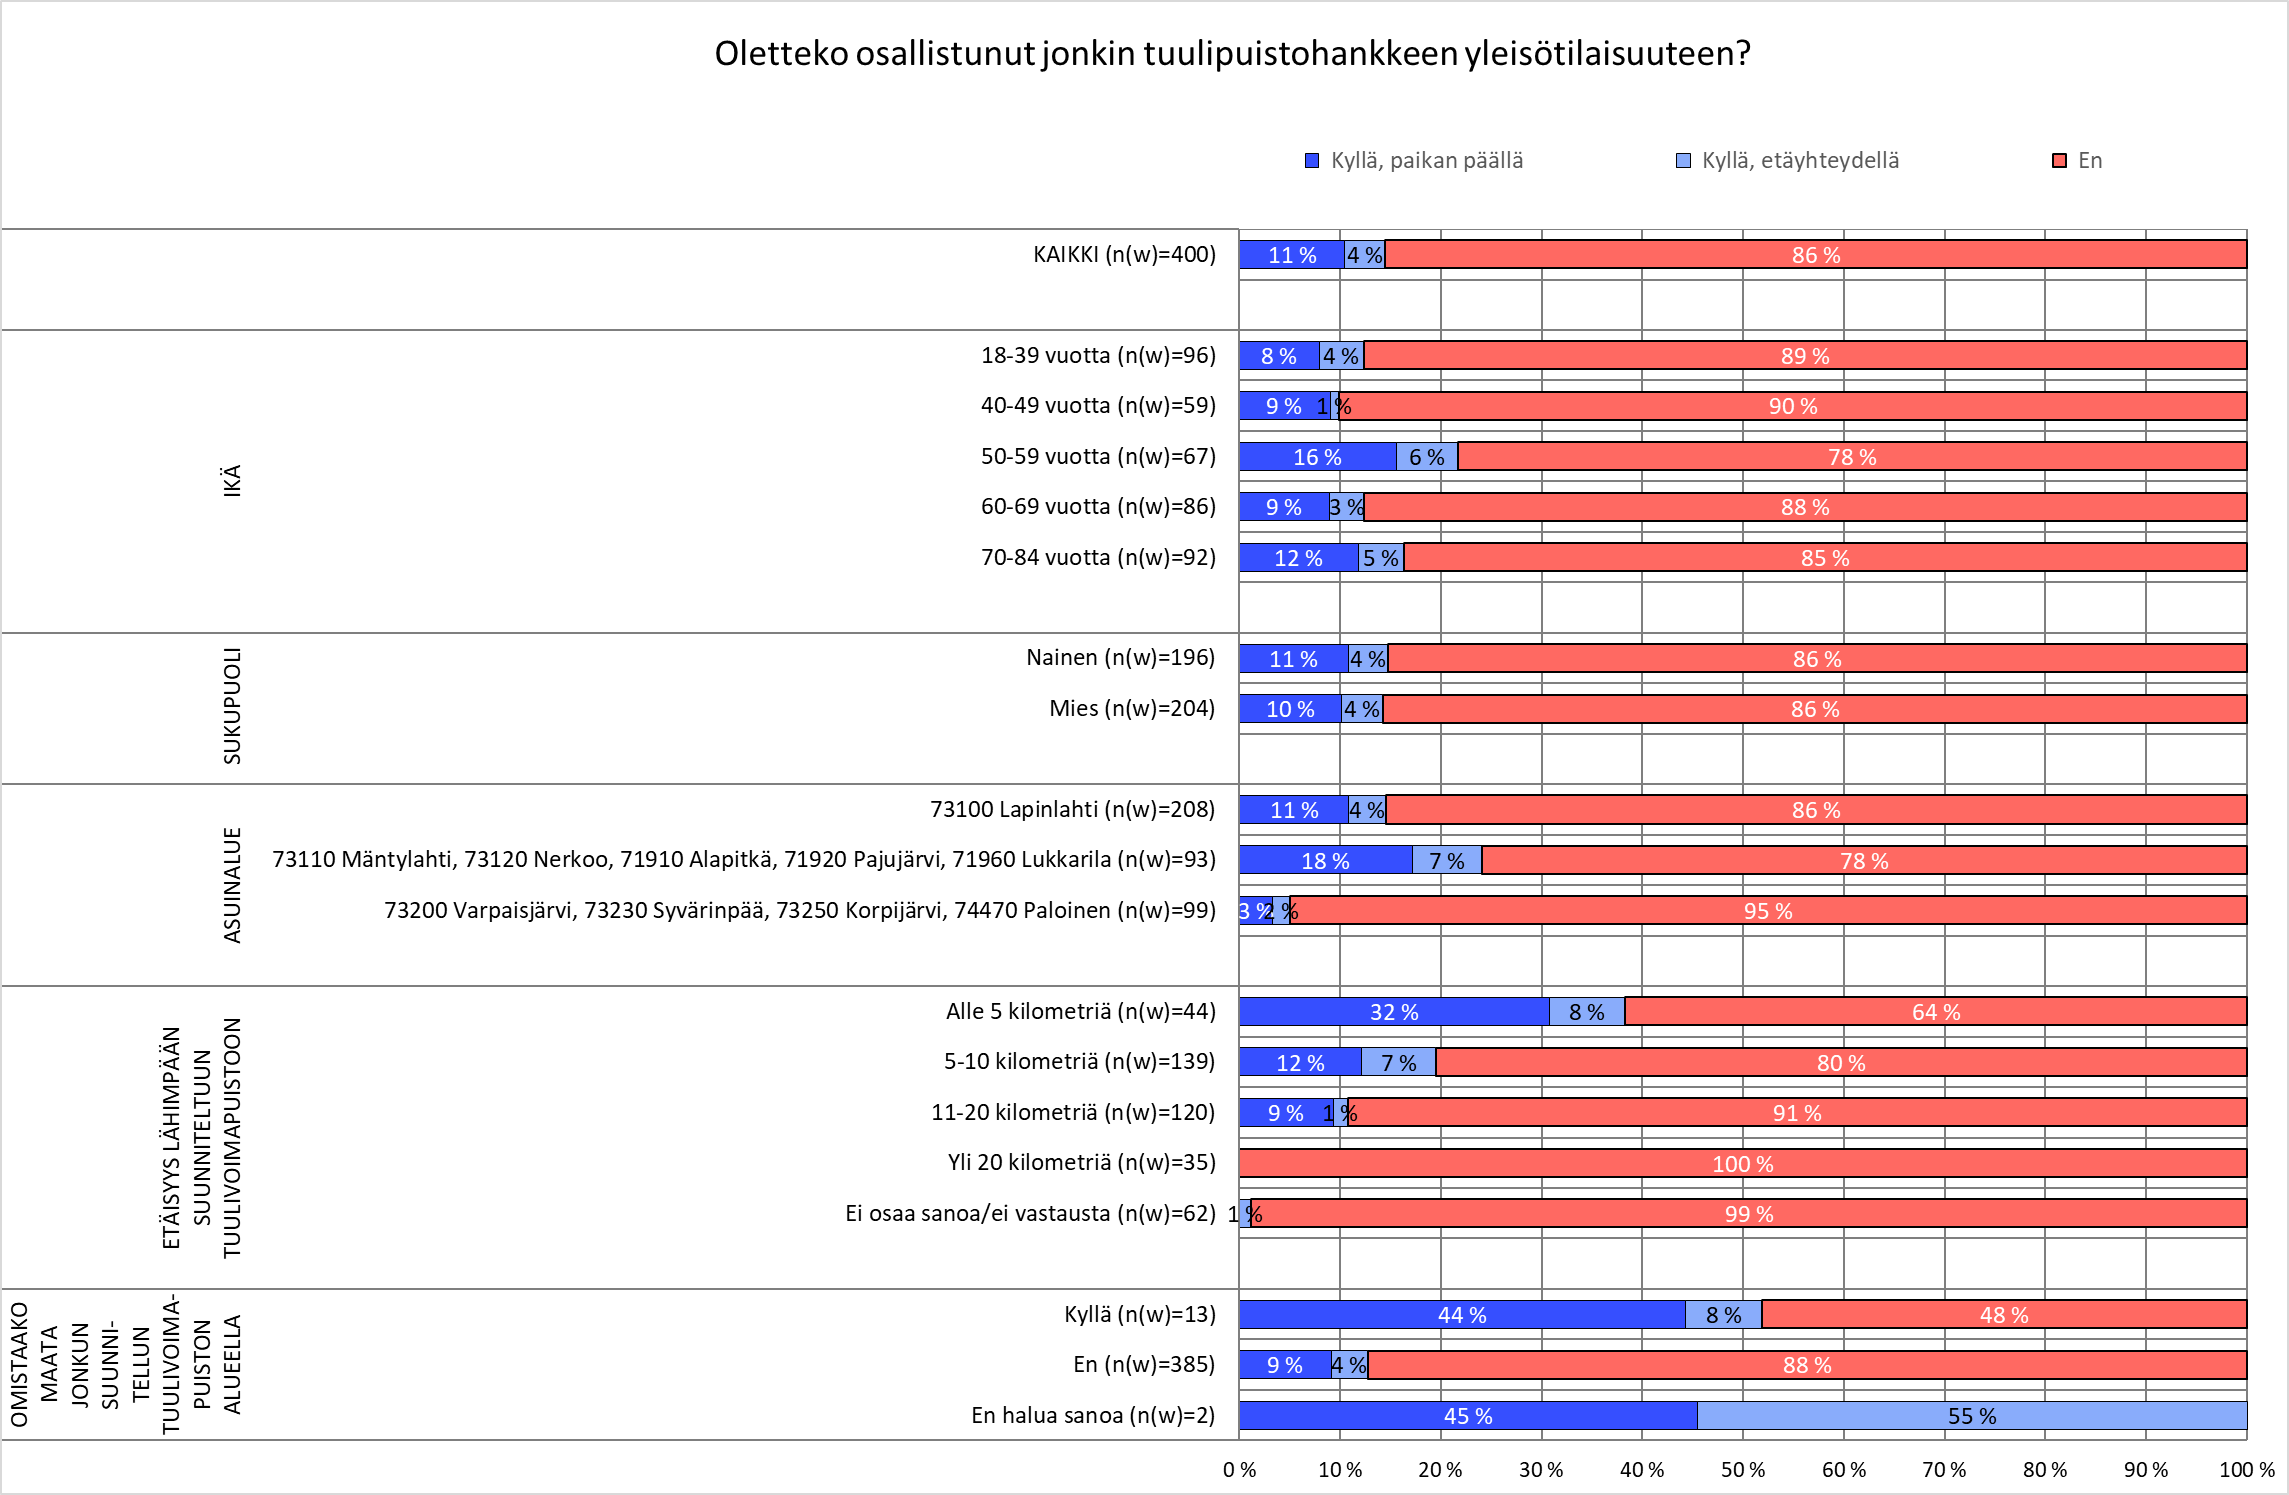 Oletteko osallistunut jonkin tuulipuistohankkeen yleisötilaisuuteen?
Kyllä, paikan päällä
Kyllä, etäyhteydellä
En
KAIKKI (n(w)=400)
11 %
4 %
86 %
IKÄ
18-39 vuotta (n(w)=96)
8 %
4 %
89 %
40-49 vuotta (n(w)=59)
9 %
1 %
90 %
50-59 vuotta (n(w)=67)
16 %
6 %
78 %
60-69 vuotta (n(w)=86)
9 %
3 %
88 %
70-84 vuotta (n(w)=92)
12 %
5 %
85 %
SUKUPUOLI
Nainen (n(w)=196)
11 %
4 %
86 %
Mies (n(w)=204)
10 %
4 %
86 %
ASUINALUE
73100 Lapinlahti (n(w)=208)
11 %
4 %
86 %
73110 Mäntylahti, 73120 Nerkoo, 71910 Alapitkä, 71920 Pajujärvi, 71960 Lukkarila (n(w)=93)
18 %
7 %
78 %
73200 Varpaisjärvi, 73230 Syvärinpää, 73250 Korpijärvi, 74470 Paloinen (n(w)=99)
3 %
2 %
95 %
ETÄISYYS LÄHIMPÄÄN
SUUNNITELTUUN
TUULIVOIMAPUISTOON
Alle 5 kilometriä (n(w)=44)
32 %
8 %
64 %
5-10 kilometriä (n(w)=139)
12 %
7 %
80 %
11-20 kilometriä (n(w)=120)
9 %
1 %
91 %
Yli 20 kilometriä (n(w)=35)
100 %
Ei osaa sanoa/ei vastausta (n(w)=62)
1 %
99 %
OMISTAAKO
MAATA
JONKUN
SUUNNI-
TELLUN
TUULIVOIMA-
PUISTON
ALUEELLA
Kyllä (n(w)=13)
44 %
8 %
48 %
En (n(w)=385)
9 %
4 %
88 %
En halua sanoa (n(w)=2)
45 %
55 %
0 %
10 %
20 %
30 %
40 %
50 %
60 %
70 %
80 %
90 %
100 %